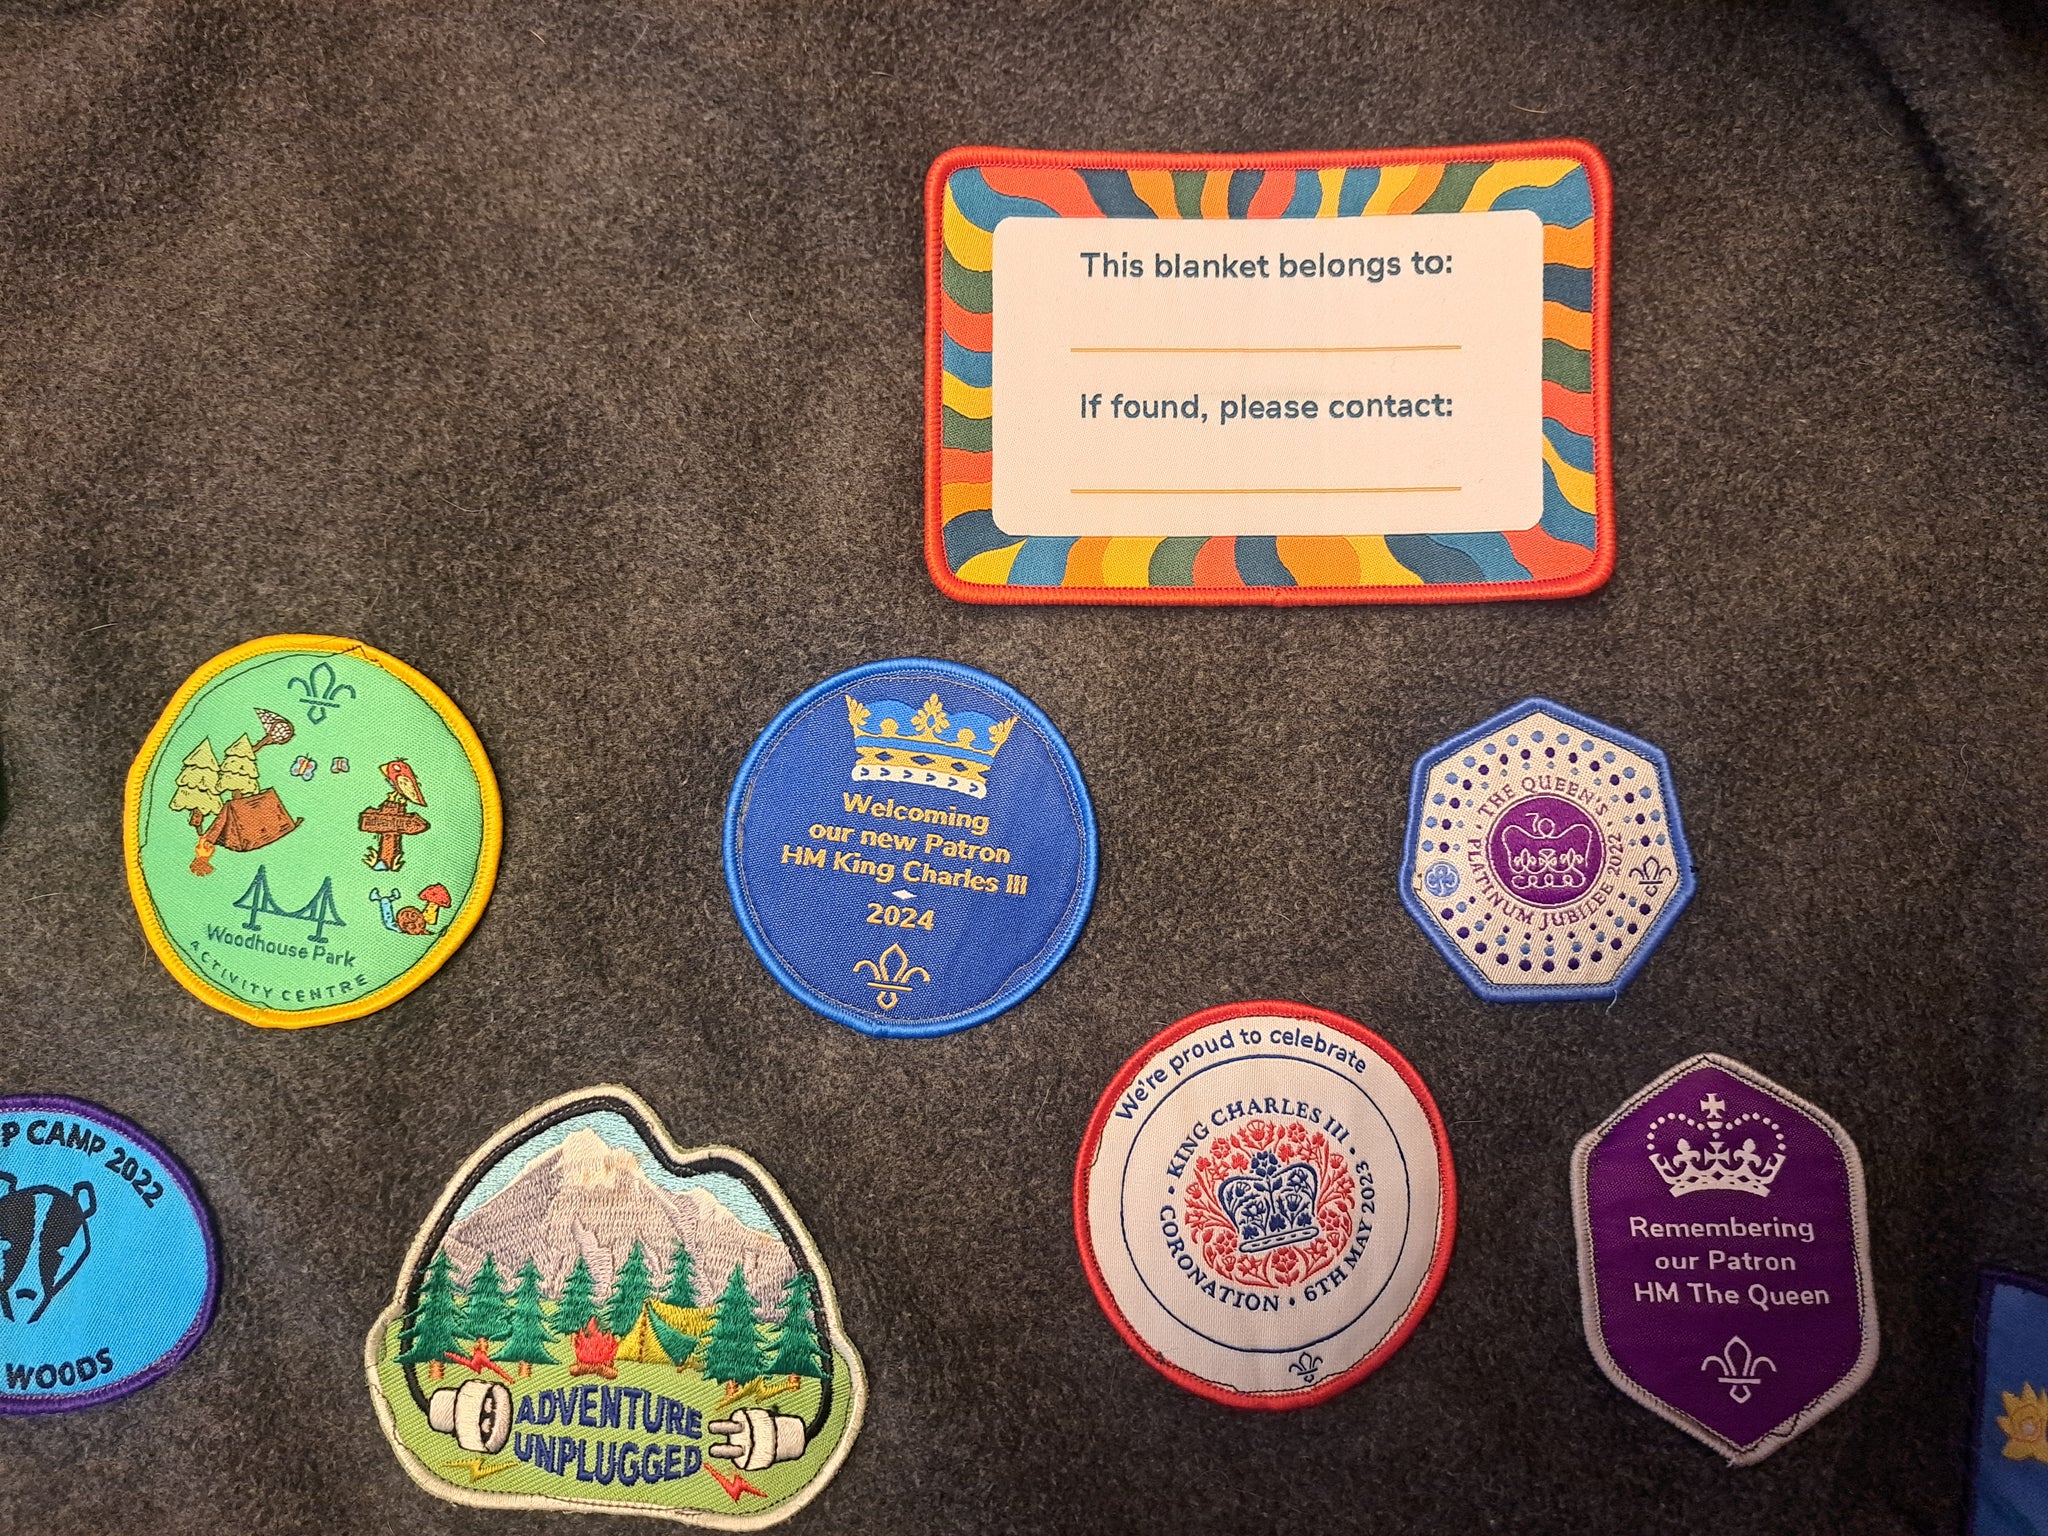 This blanket belongs to:
If found, please contact:
Woodhouse Park
ACTIVITY CENTRE
Welcoming
our new Patron
HM King Charles III
2024
THE QUEEN'S
PLATINUM JUBILEE 2022
70
P CAMP 2022
WOODS
ADVENTURE
UNPLUGGED
We're proud to celebrate
KING CHARLES III
CORONATION • 6TH MAY 2023
Remembering
our Patron
HM The Queen